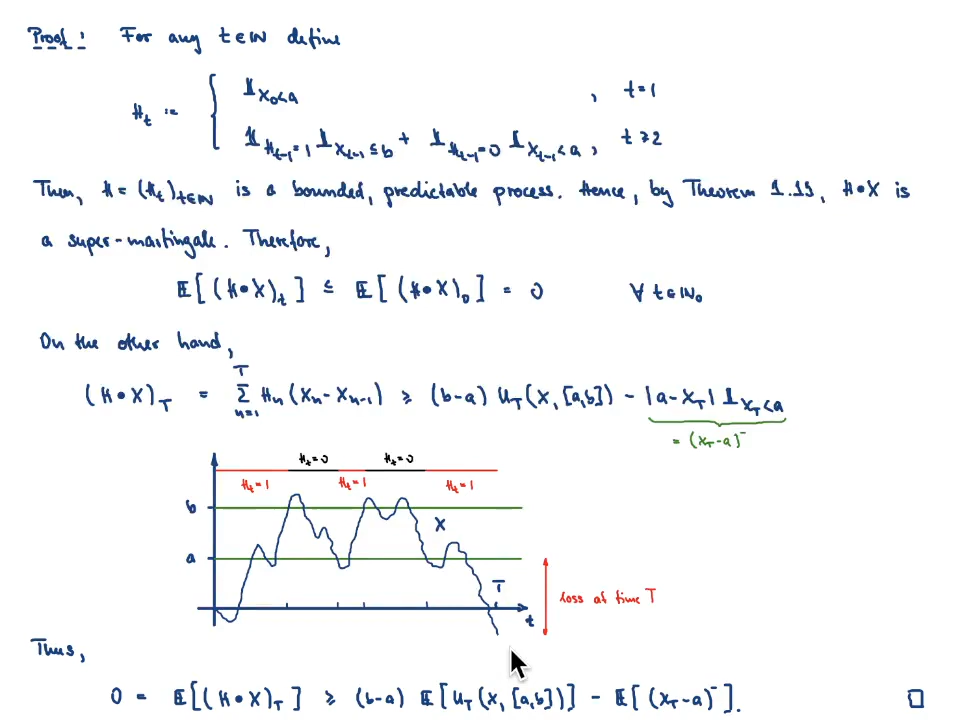 Proof: For any t∈ℕ define
H_t := { 𝟙_{X_0<a} , t=1
𝟙_{H_{t-1}=1} 𝟙_{X_{t-1}≤b} + 𝟙_{H_{t-1}=0} 𝟙_{X_{t-1}<a} , t≥2
Then, H = (H_t)_{t∈ℕ} is a bounded, predictable process. Hence, by Theorem 1.15, H•X is
a super-martingale. Therefore,
𝔼[(H•X)_t] ≤ 𝔼[(H•X)_0] = 0 ∀ t∈ℕ_0
On the other hand,
(H•X)_T = Σ_{n=1}^{T} H_n (X_n - X_{n-1}) ≥ (b-a) U_T(X,[a,b]) - |a-X_T| 𝟙_{X_T<a}
= (X_T-a)^-
H_t=0 H_t=0
H_t=1 H_t=1 H_t=1
b
X
a
T
loss at time T
t
Thus,
0 = 𝔼[(H•X)_T] ≥ (b-a) 𝔼[U_T(X,[a,b])] - 𝔼[(X_T-a)^-]. □